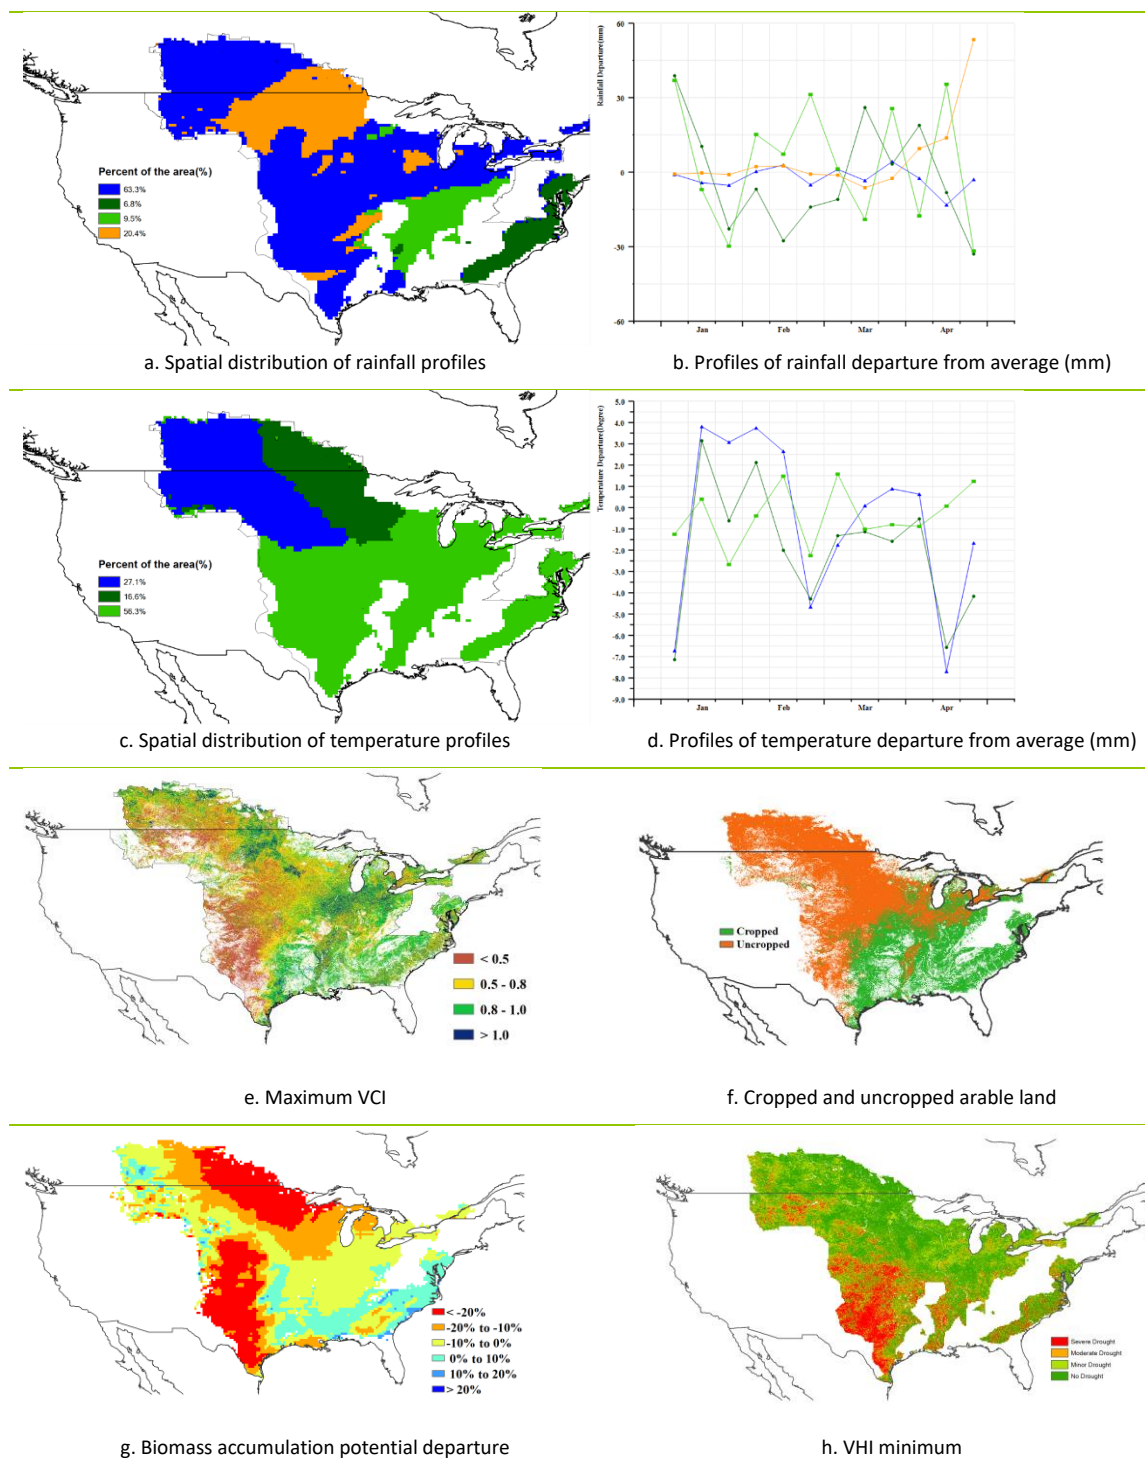 Percent of the area(%)
63.3%
6.8%
9.5%
20.4%
a. Spatial distribution of rainfall profiles
Rainfall Departure(mm)
60
30
0
-30
-60
Jan Feb Mar Apr
b. Profiles of rainfall departure from average (mm)
Percent of the area(%)
27.1%
16.6%
56.3%
c. Spatial distribution of temperature profiles
Temperature Departure(Degree)
5.0
4.0
3.0
2.0
1.0
0.0
-1.0
-2.0
-3.0
-4.0
-5.0
-6.0
-7.0
-8.0
-9.0
Jan Feb Mar Apr
d. Profiles of temperature departure from average (mm)
< 0.5
0.5 - 0.8
0.8 - 1.0
> 1.0
e. Maximum VCI
Cropped
Uncropped
f. Cropped and uncropped arable land
< -20%
-20% to -10%
-10% to 0%
0% to 10%
10% to 20%
> 20%
g. Biomass accumulation potential departure
Severe Drought
Moderate Drought
Minor Drought
No Drought
h. VHI minimum